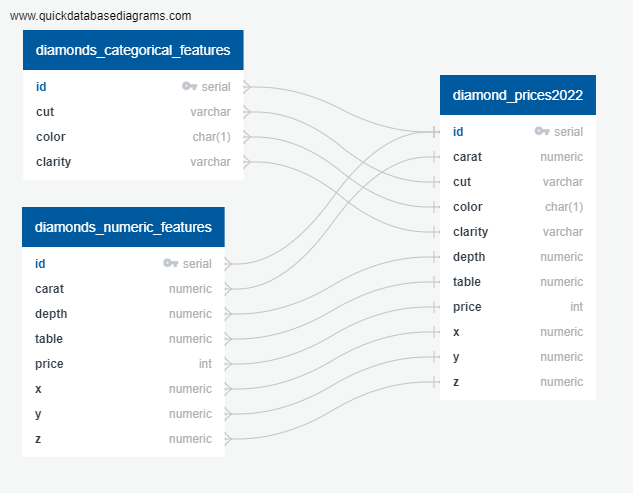 www.quickdatabasediagrams.com
diamonds_categorical_features
id serial
cut varchar
color char(1)
clarity varchar
diamonds_numeric_features
id serial
carat numeric
depth numeric
table numeric
price int
x numeric
y numeric
z numeric
diamond_prices2022
id serial
carat numeric
cut varchar
color char(1)
clarity varchar
depth numeric
table numeric
price int
x numeric
y numeric
z numeric